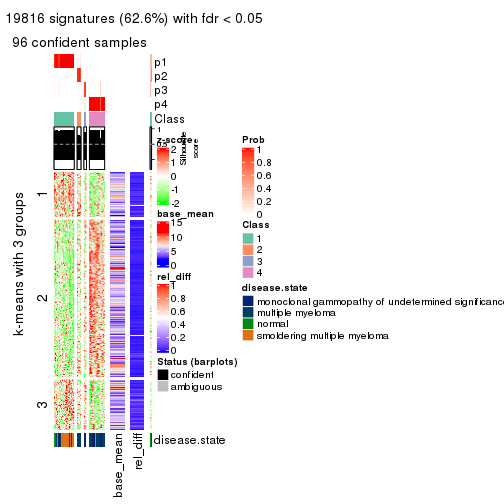 19816 signatures (62.6%) with fdr < 0.05
96 confident samples
p1
p2
p3
p4
Class
1
0.5
Silhouette
score
z-score
2
1
0
-1
-2
base_mean
15
10
5
0
rel_diff
1
0.8
0.6
0.4
0.2
0
Status (barplots)
confident
ambiguous
Prob
1
0.8
0.6
0.4
0.2
0
Class
1
2
3
4
disease.state
monoclonal gammopathy of undetermined significance
multiple myeloma
normal
smoldering multiple myeloma
k-means with 3 groups
1
2
3
base_mean
rel_diff
disease.state